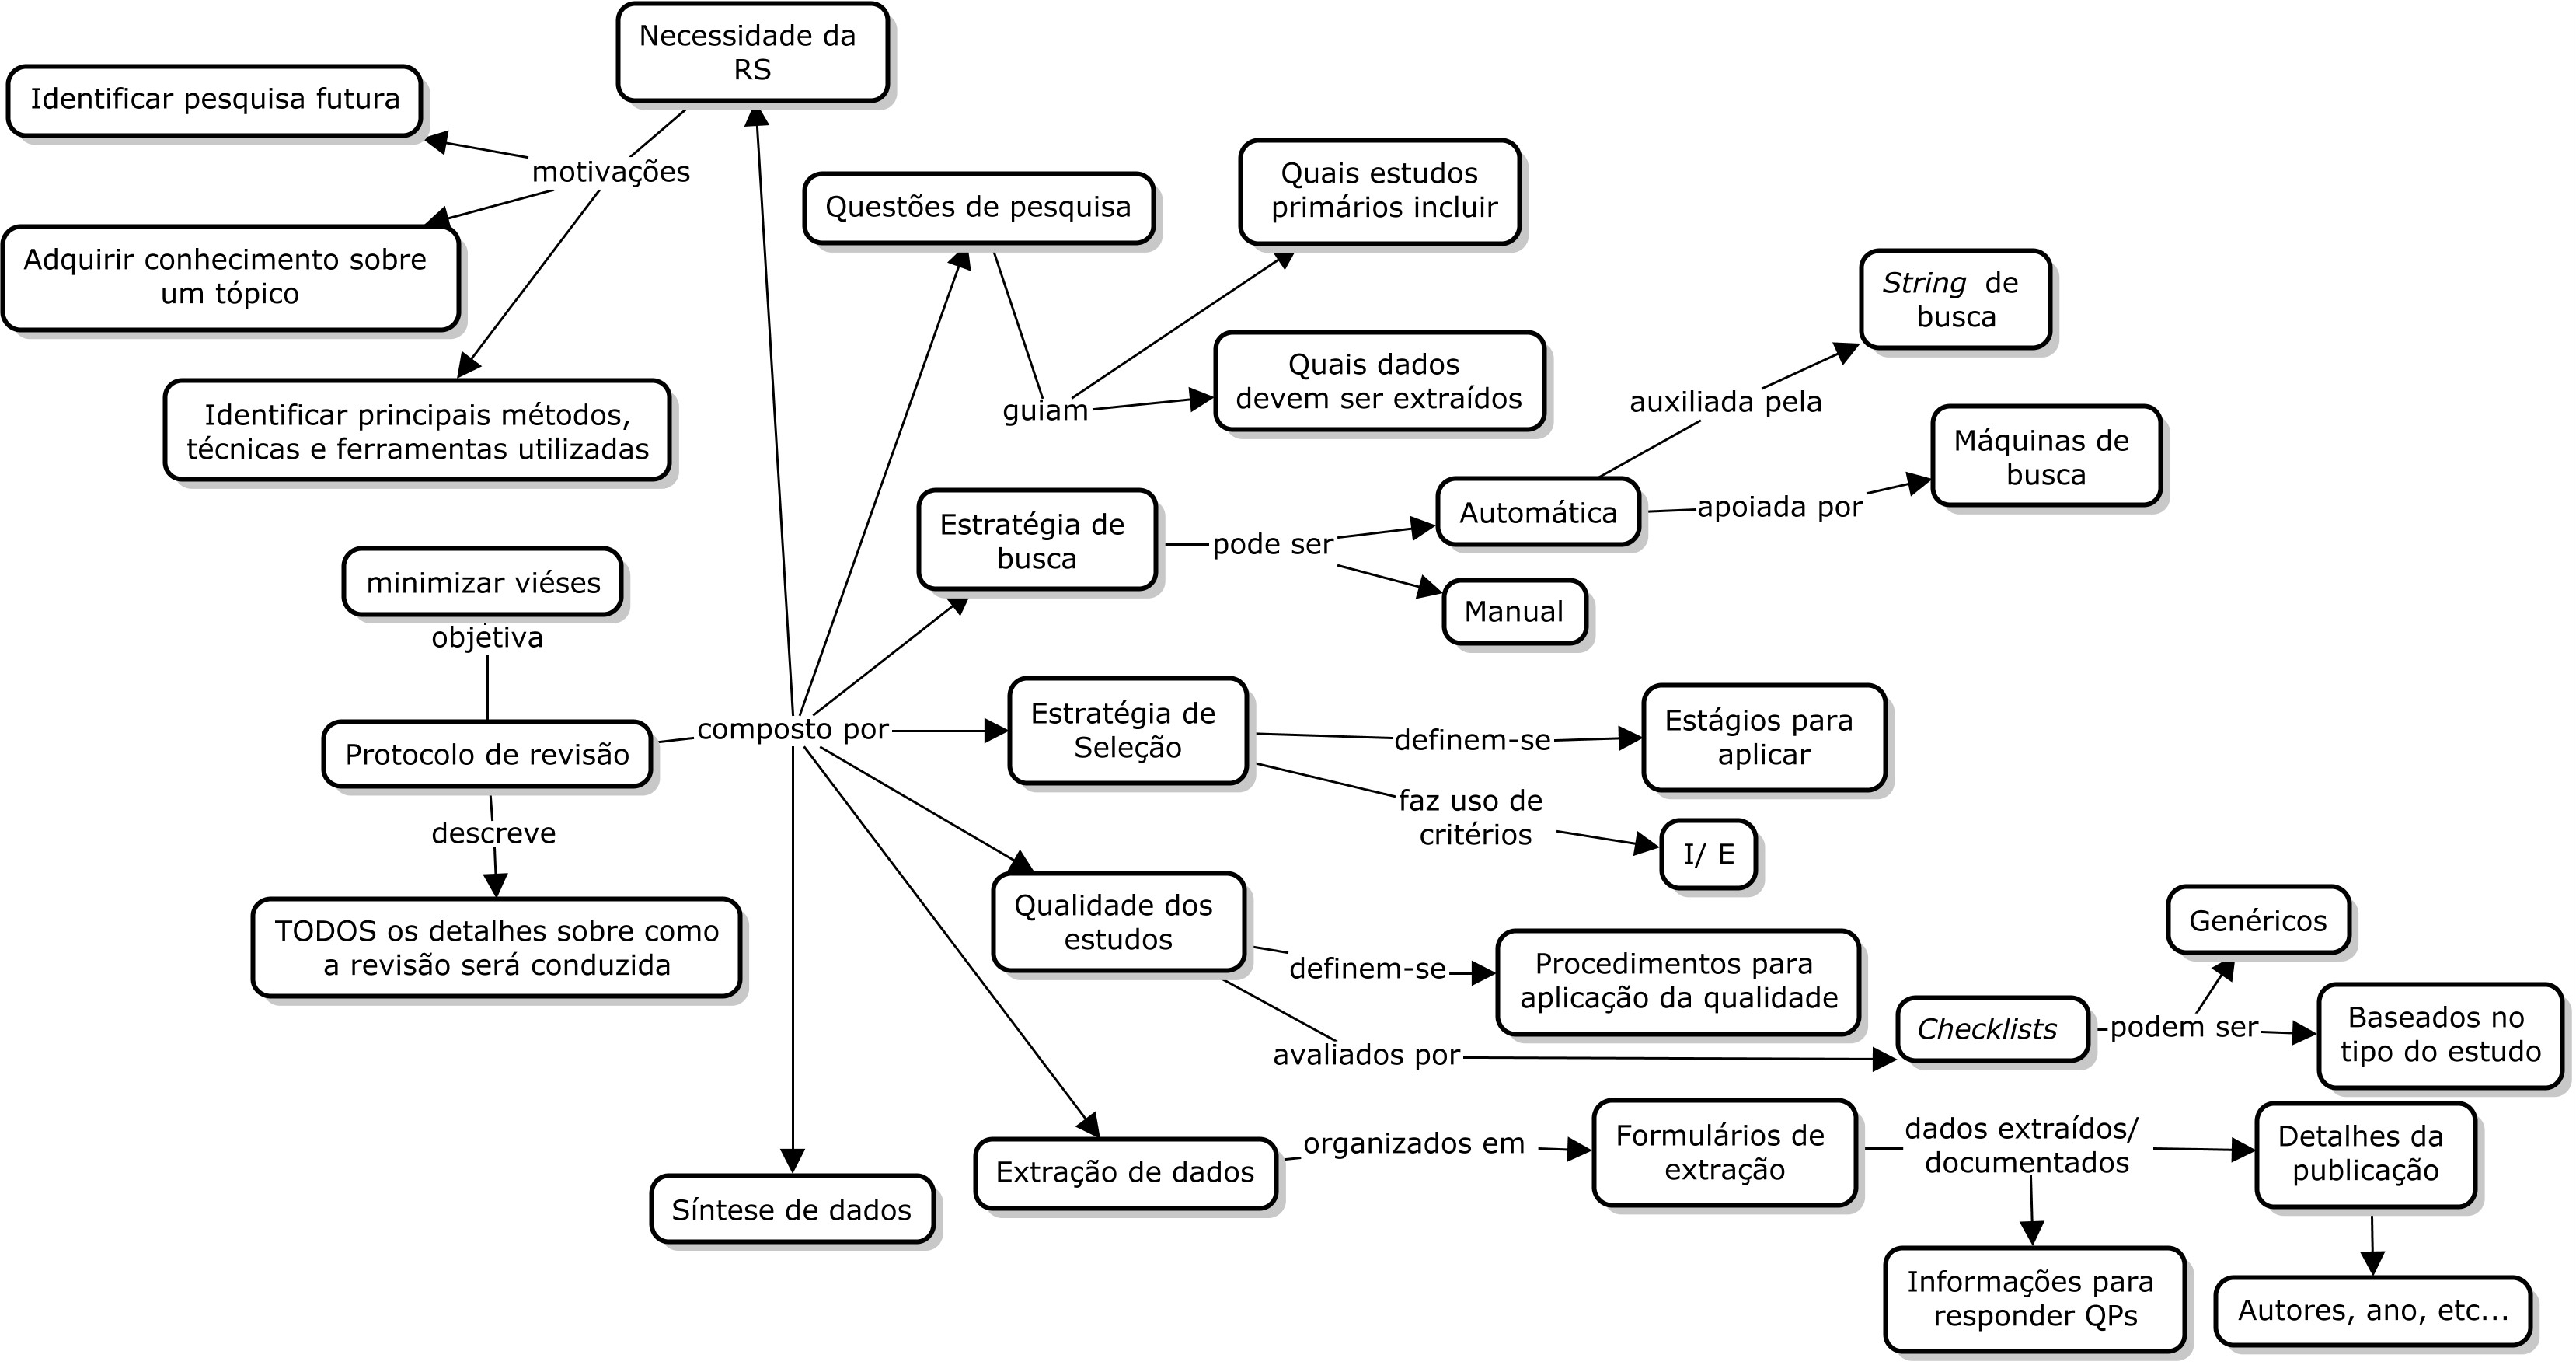 Necessidade da
RS
Identificar pesquisa futura
motivações
Adquirir conhecimento sobre
um tópico
Identificar principais métodos,
técnicas e ferramentas utilizadas
Questões de pesquisa
guiam
Quais estudos
primários incluir
Quais dados
devem ser extraídos
Estratégia de
busca
pode ser
Automática
Manual
auxiliada pela
String de
busca
apoiada por
Máquinas de
busca
minimizar viéses
objetiva
Protocolo de revisão
composto por
descreve
TODOS os detalhes sobre como
a revisão será conduzida
Estratégia de
Seleção
definem-se
Estágios para
aplicar
faz uso de
critérios
I/ E
Qualidade dos
estudos
definem-se
Procedimentos para
aplicação da qualidade
avaliados por
Checklists
podem ser
Genéricos
Baseados no
tipo do estudo
Extração de dados
organizados em
Formulários de
extração
dados extraídos/
documentados
Detalhes da
publicação
Informações para
responder QPs
Autores, ano, etc...
Síntese de dados